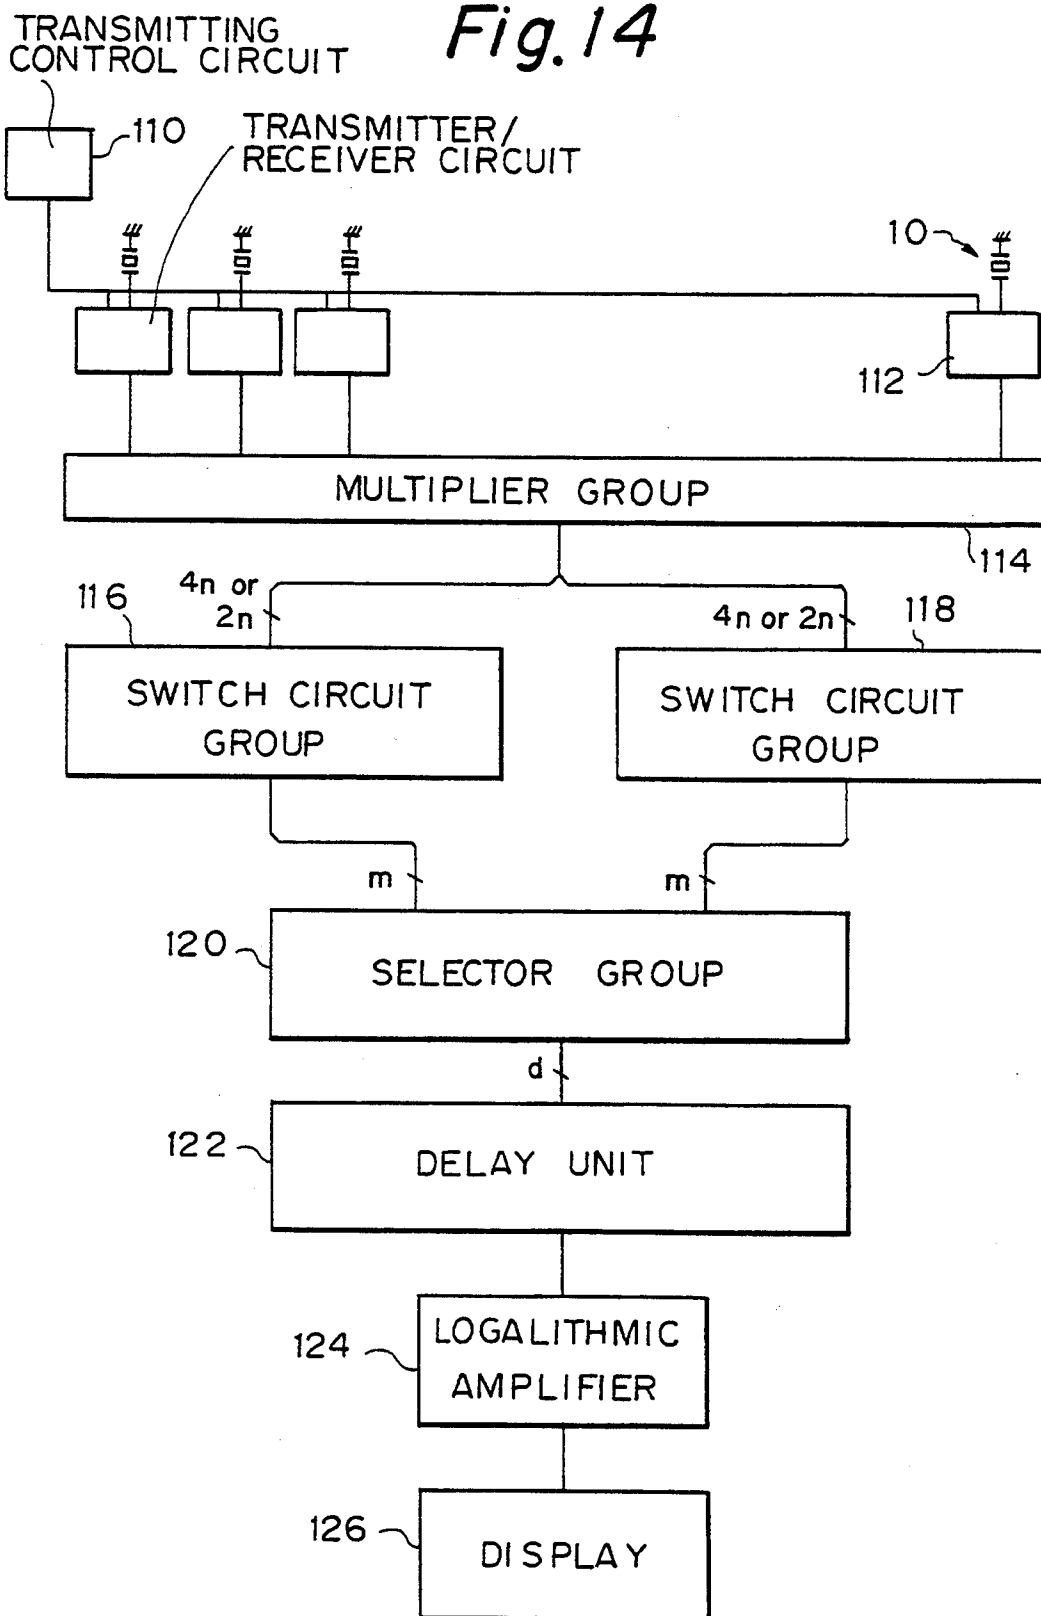 Fig. 14
TRANSMITTING
CONTROL CIRCUIT
110
TRANSMITTER/
RECEIVER CIRCUIT
10
112
MULTIPLIER GROUP
114
4n or
2n
116
4n or 2n
118
SWITCH CIRCUIT
GROUP
SWITCH CIRCUIT
GROUP
m
m
120
SELECTOR GROUP
d
122
DELAY UNIT
124
LOGALITHMIC
AMPLIFIER
126
DISPLAY